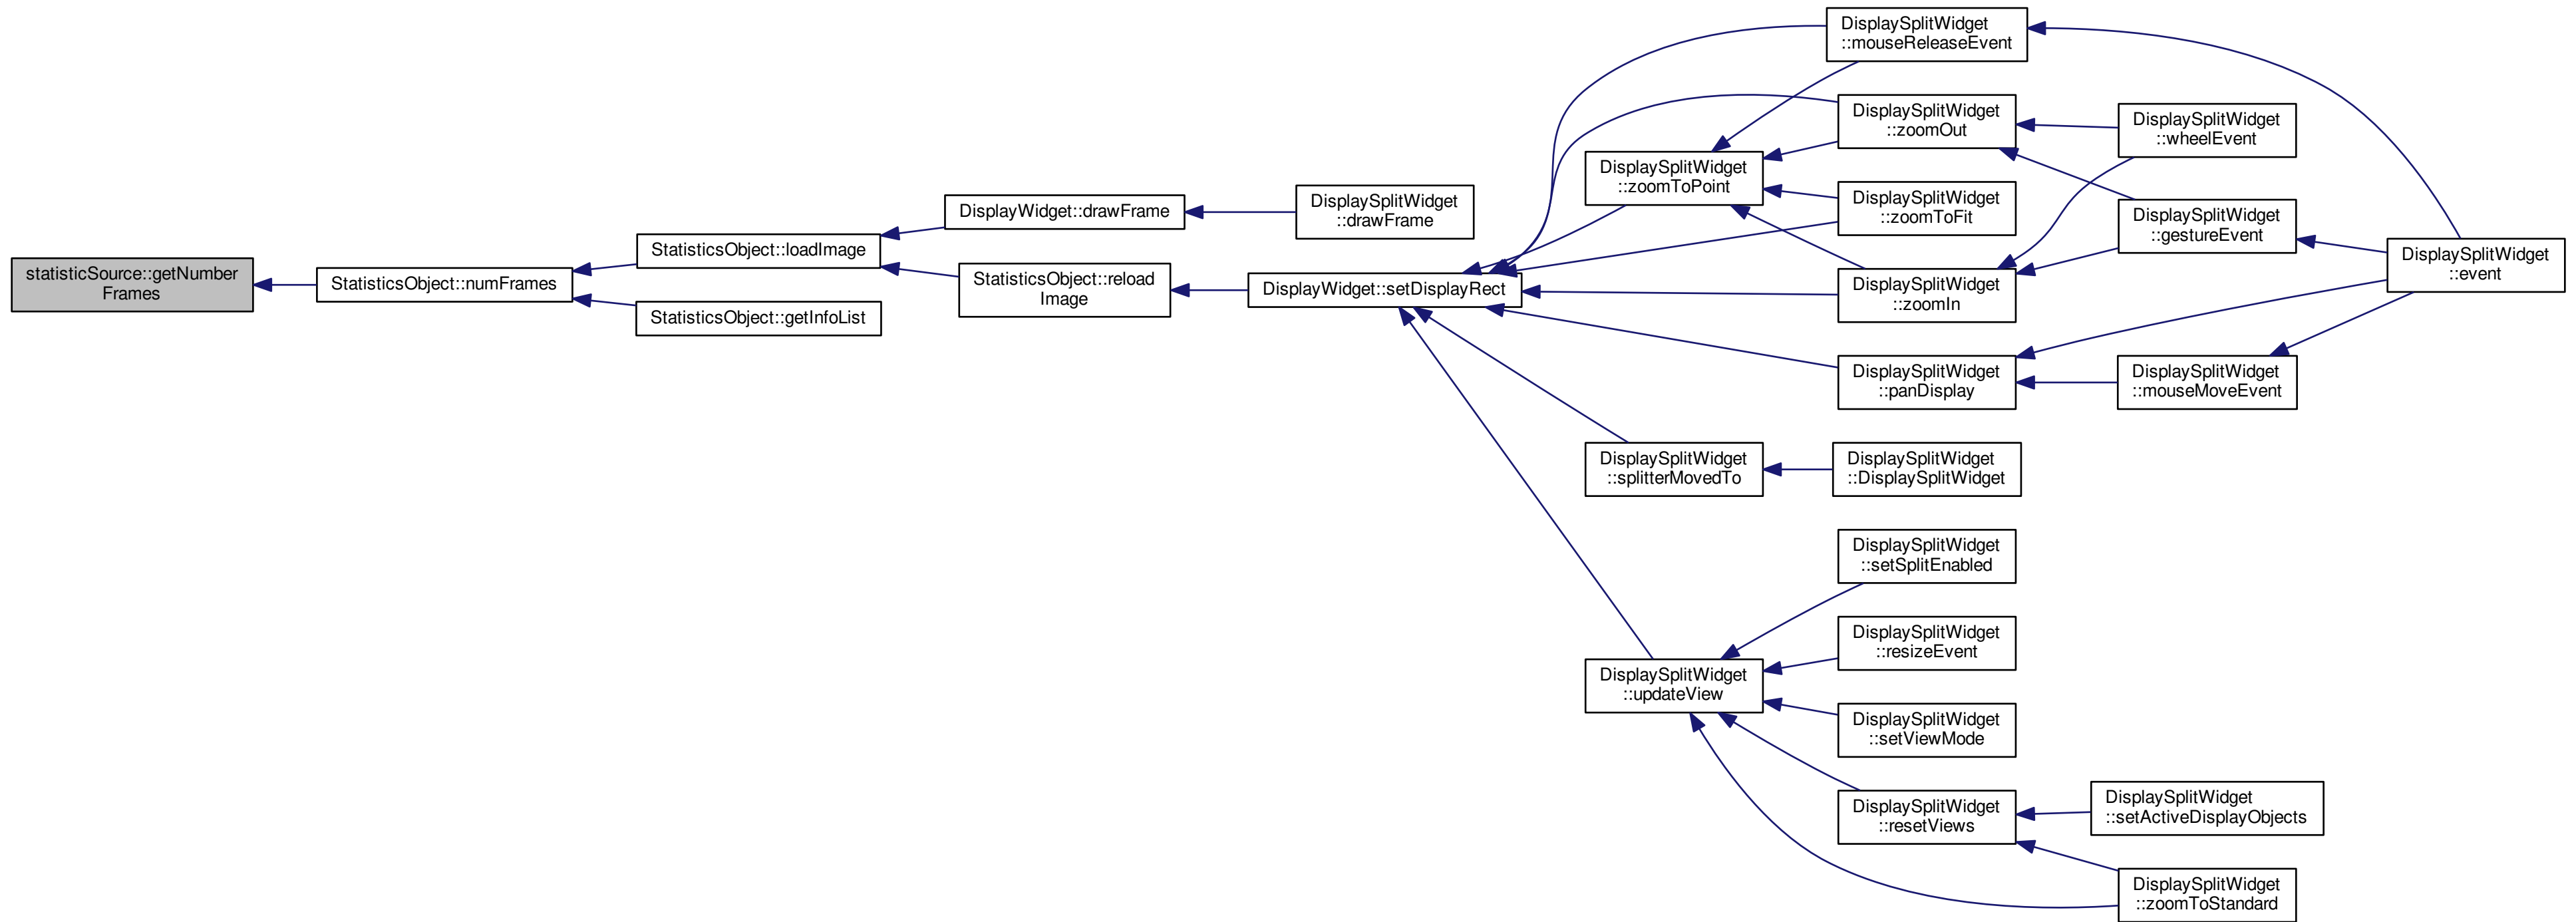 statisticSource::getNumber
Frames
StatisticsObject::numFrames
StatisticsObject::loadImage
StatisticsObject::getInfoList
DisplayWidget::drawFrame
StatisticsObject::reload
Image
DisplaySplitWidget
::drawFrame
DisplayWidget::setDisplayRect
DisplaySplitWidget
::zoomToPoint
DisplaySplitWidget
::splitterMovedTo
DisplaySplitWidget
::updateView
DisplaySplitWidget
::mouseReleaseEvent
DisplaySplitWidget
::zoomOut
DisplaySplitWidget
::zoomToFit
DisplaySplitWidget
::zoomIn
DisplaySplitWidget
::panDisplay
DisplaySplitWidget
::DisplaySplitWidget
DisplaySplitWidget
::setSplitEnabled
DisplaySplitWidget
::resizeEvent
DisplaySplitWidget
::setViewMode
DisplaySplitWidget
::resetViews
DisplaySplitWidget
::wheelEvent
DisplaySplitWidget
::gestureEvent
DisplaySplitWidget
::mouseMoveEvent
DisplaySplitWidget
::setActiveDisplayObjects
DisplaySplitWidget
::zoomToStandard
DisplaySplitWidget
::event